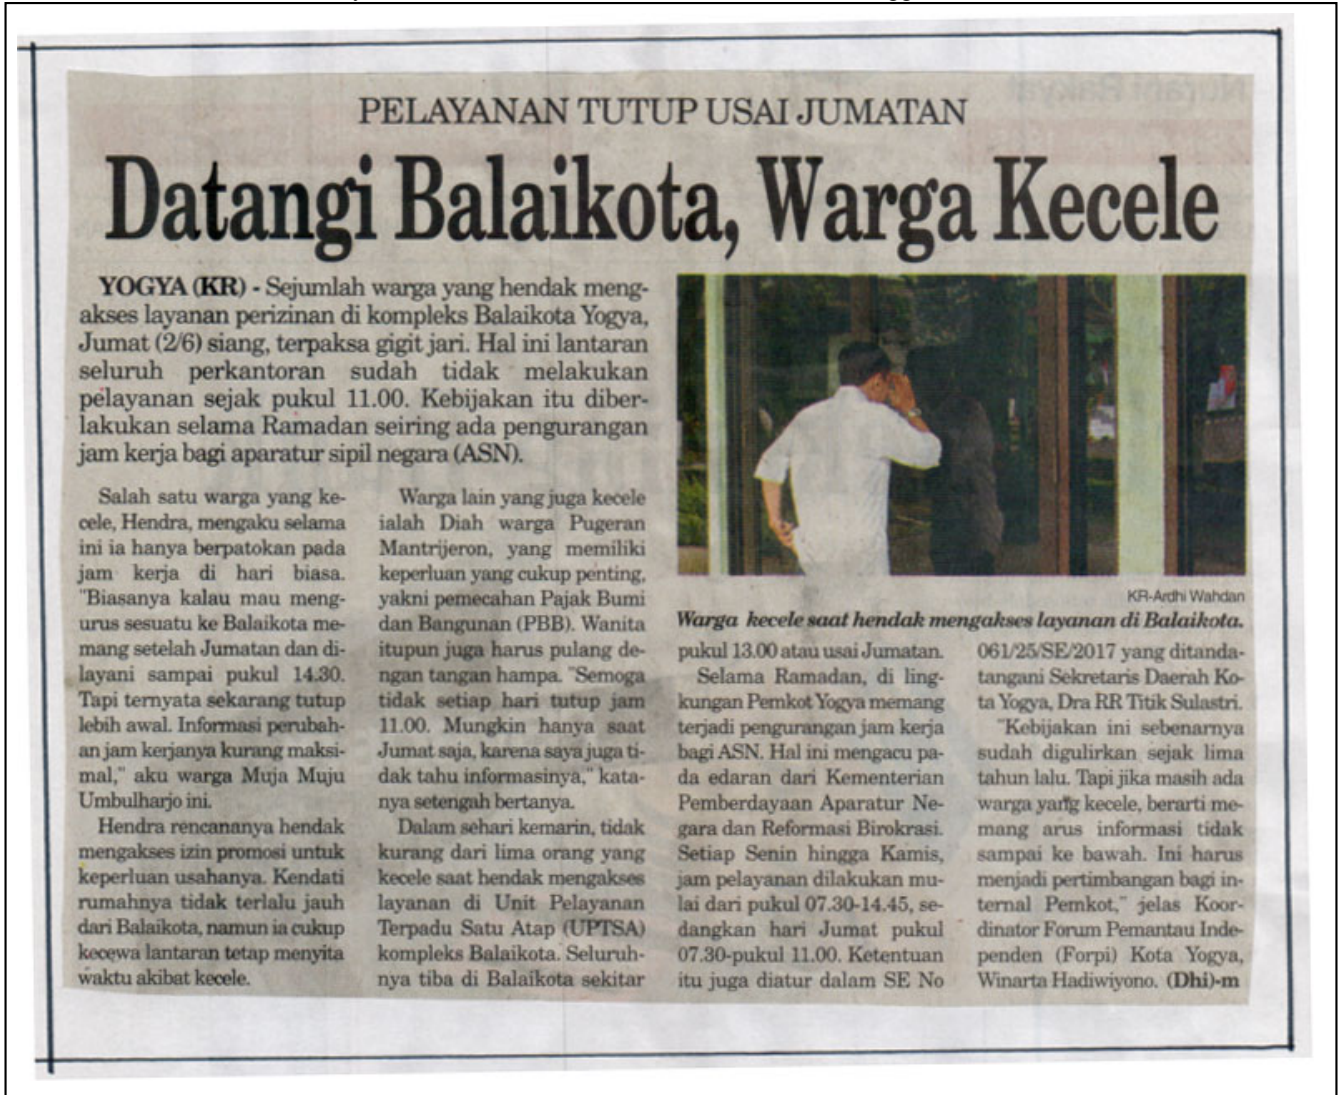 PELAYANAN TUTUP USAI JUMATAN
Datangi Balaikota, Warga Kecele
YOGYA (KR) - Sejumlah warga yang hendak meng-
akses layanan perizinan di kompleks Balaikota Yogya,
Jumat (2/6) siang, terpaksa gigit jari. Hal ini lantaran
seluruh perkantoran sudah tidak melakukan
pelayanan sejak pukul 11.00. Kebijakan itu diber-
lakukan selama Ramadan seiring ada pengurangan
jam kerja bagi aparatur sipil negara (ASN).
Salah satu warga yang ke-
cele, Hendra, mengaku selama
ini ia hanya berpatokan pada
jam kerja di hari biasa.
"Biasanya kalau mau meng-
urus sesuatu ke Balaikota me-
mang setelah Jumatan dan di-
layani sampai pukul 14.30.
Tapi ternyata sekarang tutup
lebih awal. Informasi perubah-
an jam kerjanya kurang maksi-
mal," aku warga Muja Muju
Umbulharjo ini.
Hendra rencananya hendak
mengakses izin promosi untuk
keperluan usahanya. Kendati
rumahnya tidak terlalu jauh
dari Balaikota, namun ia cukup
kecewa lantaran tetap menyita
waktu akibat kecele.
Warga lain yang juga kecele
ialah Diah warga Pugeran
Mantrijeron, yang memiliki
keperluan yang cukup penting,
yakni pemecahan Pajak Bumi
dan Bangunan (PBB). Wanita
itupun juga harus pulang de-
ngan tangan hampa. "Semoga
tidak setiap hari tutup jam
11.00. Mungkin hanya saat
Jumat saja, karena saya juga ti-
dak tahu informasinya," kata-
nya setengah bertanya.
Dalam sehari kemarin, tidak
kurang dari lima orang yang
kecele saat hendak mengakses
layanan di Unit Pelayanan
Terpadu Satu Atap (UPTSA)
kompleks Balaikota. Seluruh-
nya tiba di Balaikota sekitar
KR-Ardhi Wahdan
Warga kecele saat hendak mengakses layanan di Balaikota.
pukul 13.00 atau usai Jumatan.
Selama Ramadan, di ling-
kungan Pemkot Yogya memang
terjadi pengurangan jam kerja
bagi ASN. Hal ini mengacu pa-
da edaran dari Kementerian
Pemberdayaan Aparatur Ne-
gara dan Reformasi Birokrasi.
Setiap Senin hingga Kamis,
jam pelayanan dilakukan mu-
lai dari pukul 07.30-14.45, se-
dangkan hari Jumat pukul
07.30-pukul 11.00. Ketentuan
itu juga diatur dalam SE No
061/25/SE/2017 yang ditanda-
tangani Sekretaris Daerah Ko-
ta Yogya, Dra RR Titik Sulastri.
"Kebijakan ini sebenarnya
sudah digulirkan sejak lima
tahun lalu. Tapi jika masih ada
warga yang kecele, berarti me-
mang arus informasi tidak
sampai ke bawah. Ini harus
menjadi pertimbangan bagi in-
ternal Pemkot," jelas Koor-
dinator Forum Pemantau Inde-
penden (Forpi) Kota Yogya,
Winarta Hadiwiyono. (Dhi)-m